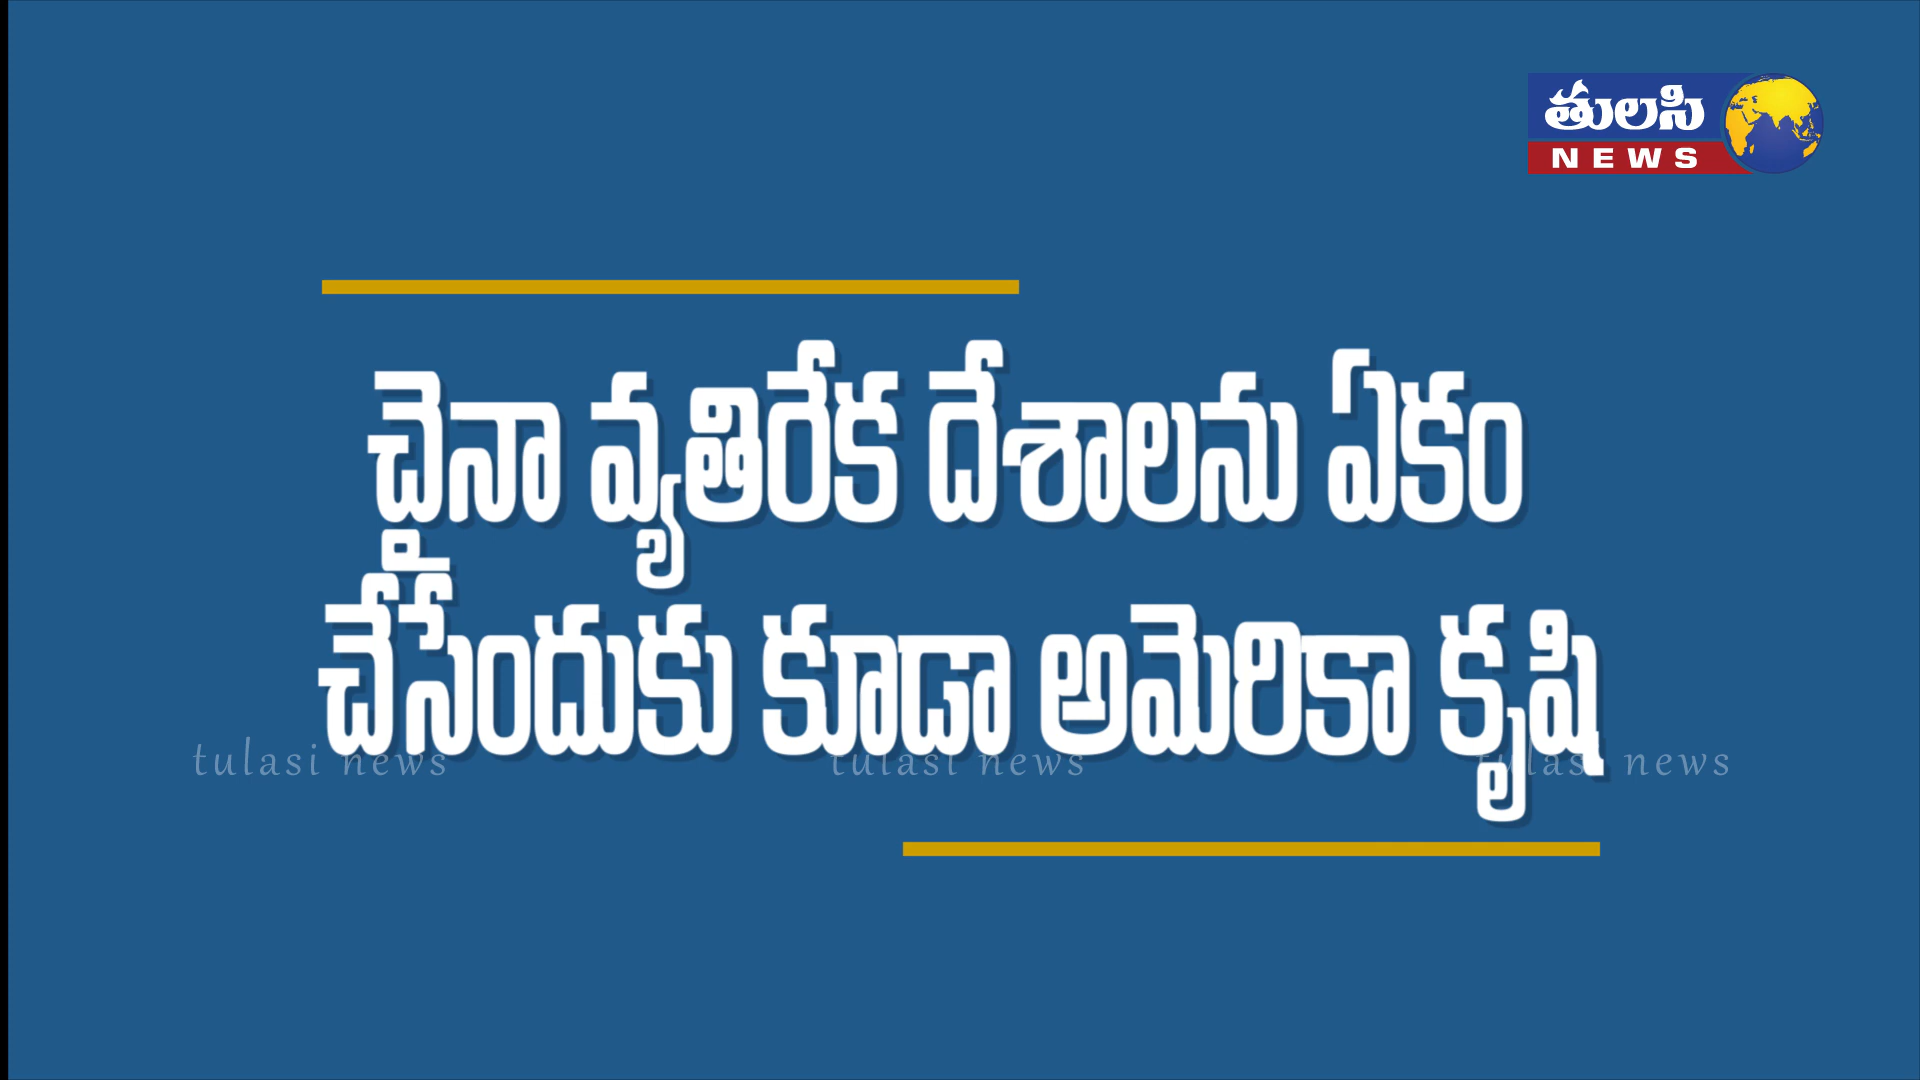 తులసి
NEWS
చైనా వ్యతిరేక దేశాలను ఏకం
చేసేందుకు కూడా అమెరికా కృషి
tulasi news tulasi news tulasi news